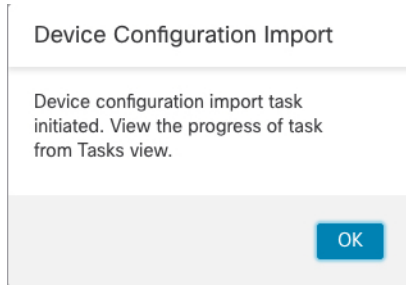 Device Configuration Import
Device configuration import task
initiated. View the progress of task
from Tasks view.
OK